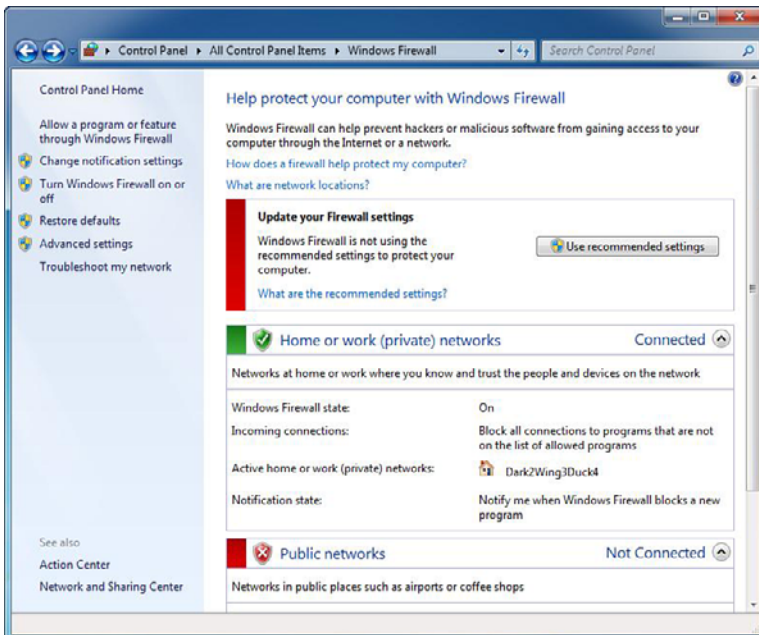 Control Panel ▸ All Control Panel Items ▸ Windows Firewall
Search Control Panel
Control Panel Home
Allow a program or feature
through Windows Firewall
Change notification settings
Turn Windows Firewall on or
off
Restore defaults
Advanced settings
Troubleshoot my network
See also
Action Center
Network and Sharing Center
Help protect your computer with Windows Firewall
Windows Firewall can help prevent hackers or malicious software from gaining access to your
computer through the Internet or a network.
How does a firewall help protect my computer?
What are network locations?
Update your Firewall settings
Windows Firewall is not using the
recommended settings to protect your
computer.
What are the recommended settings?
Use recommended settings
Home or work (private) networks Connected
Networks at home or work where you know and trust the people and devices on the network
Windows Firewall state: On
Incoming connections: Block all connections to programs that are not
on the list of allowed programs
Active home or work (private) networks: Dark2Wing3Duck4
Notification state: Notify me when Windows Firewall blocks a new
program
Public networks Not Connected
Networks in public places such as airports or coffee shops